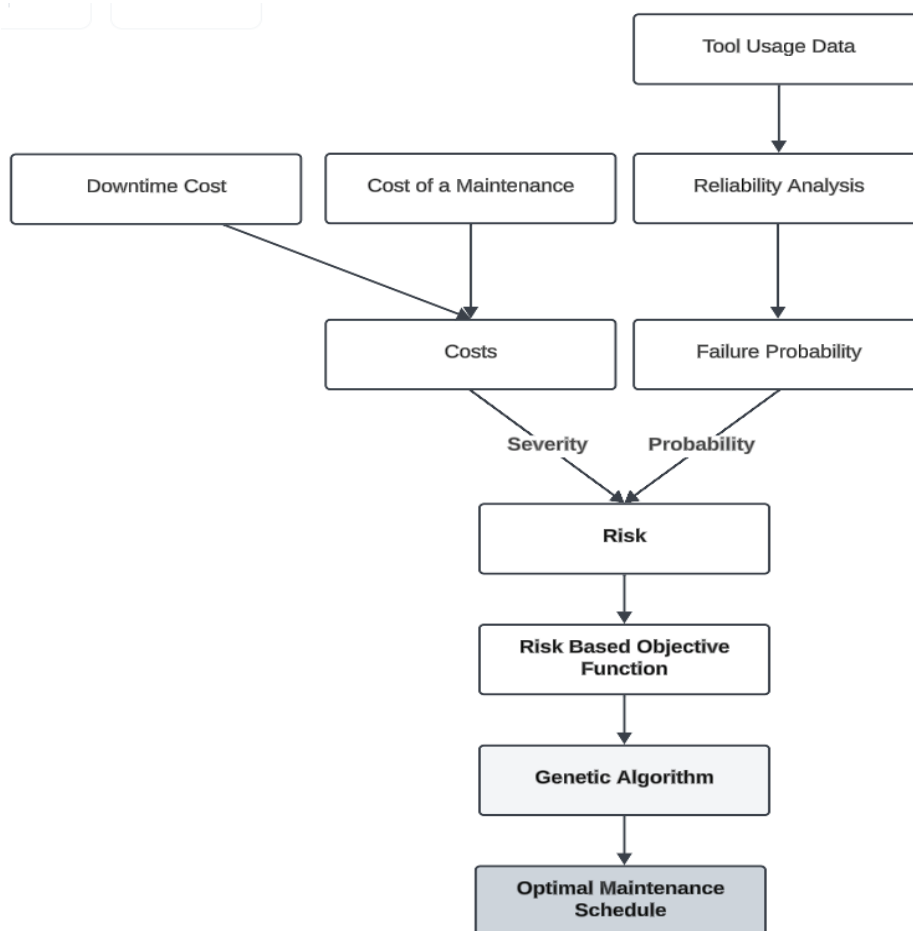 Tool Usage Data
Downtime Cost
Cost of a Maintenance
Reliability Analysis
Costs
Failure Probability
Severity
Probability
Risk
Risk Based Objective
Function
Genetic Algorithm
Optimal Maintenance
Schedule